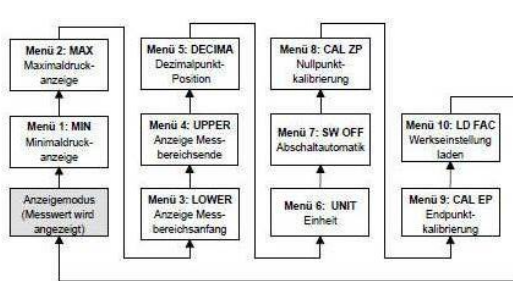 Menü 2: MAX
Maximaldruck-
anzeige
Menü 1: MIN
Minimaldruck-
anzeige
Anzeigemodus
(Messwert wird
angezeigt)
Menü 5: DECIMA
Dezimalpunkt-
Position
Menü 4: UPPER
Anzeige Mess-
bereichsende
Menü 3: LOWER
Anzeige Mess-
bereichsanfang
Menü 8: CAL ZP
Nullpunkt-
kalibrierung
Menü 7: SW OFF
Abschaltautomatik
Menü 6: UNIT
Einheit
Menü 10: LD FAC
Werkseinstellung
laden
Menü 9: CAL EP
Endpunkt-
kalibrierung